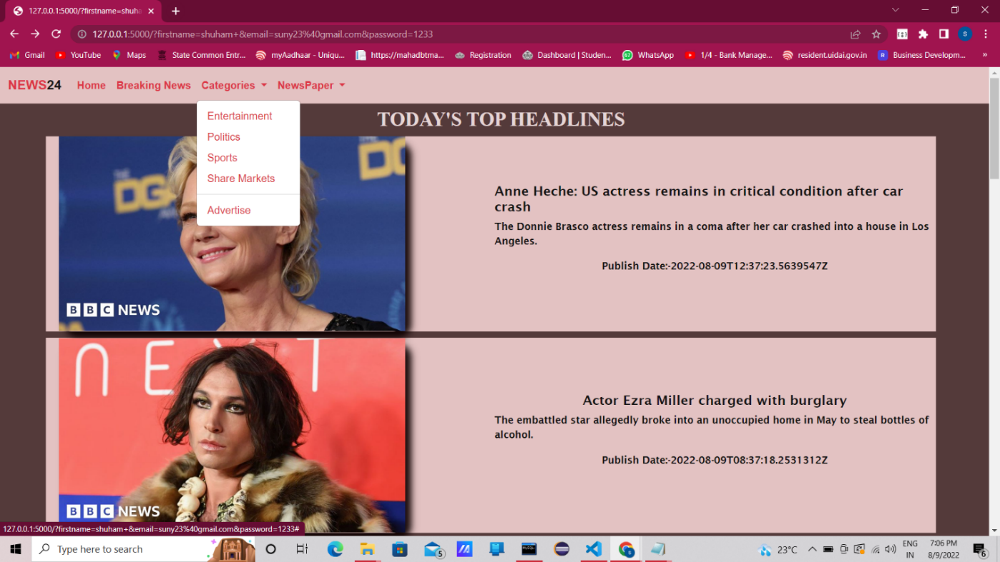 127.0.0.1:5000/?firstname=shuha
127.0.0.1:5000/?firstname=shuham+&email=suny23%40gmail.com&password=1233
Gmail YouTube Maps State Common Entr... myAadhaar - Uniqu... https://mahadbtma... Registration Dashboard | Studen... WhatsApp 1/4 - Bank Manage... resident.uidai.gov.in Business Developm... »
NEWS24 Home Breaking News Categories NewsPaper
Entertainment
Politics
Sports
Share Markets
Advertise
TODAY'S TOP HEADLINES
THE
DG
THE
DG
BBC NEWS
Anne Heche: US actress remains in critical condition after car
crash
The Donnie Brasco actress remains in a coma after her car crashed into a house in Los
Angeles.
Publish Date:-2022-08-09T12:37:23.5639547Z
NEXT
BBC NEWS
Actor Ezra Miller charged with burglary
The embattled star allegedly broke into an unoccupied home in May to steal bottles of
alcohol.
Publish Date:-2022-08-09T08:37:18.2531312Z
127.0.0.1:5000/?firstname=shuham+&email=suny23%40gmail.com&password=1233#
Type here to search
5
23°C
ENG
IN
7:06 PM
8/9/2022
6